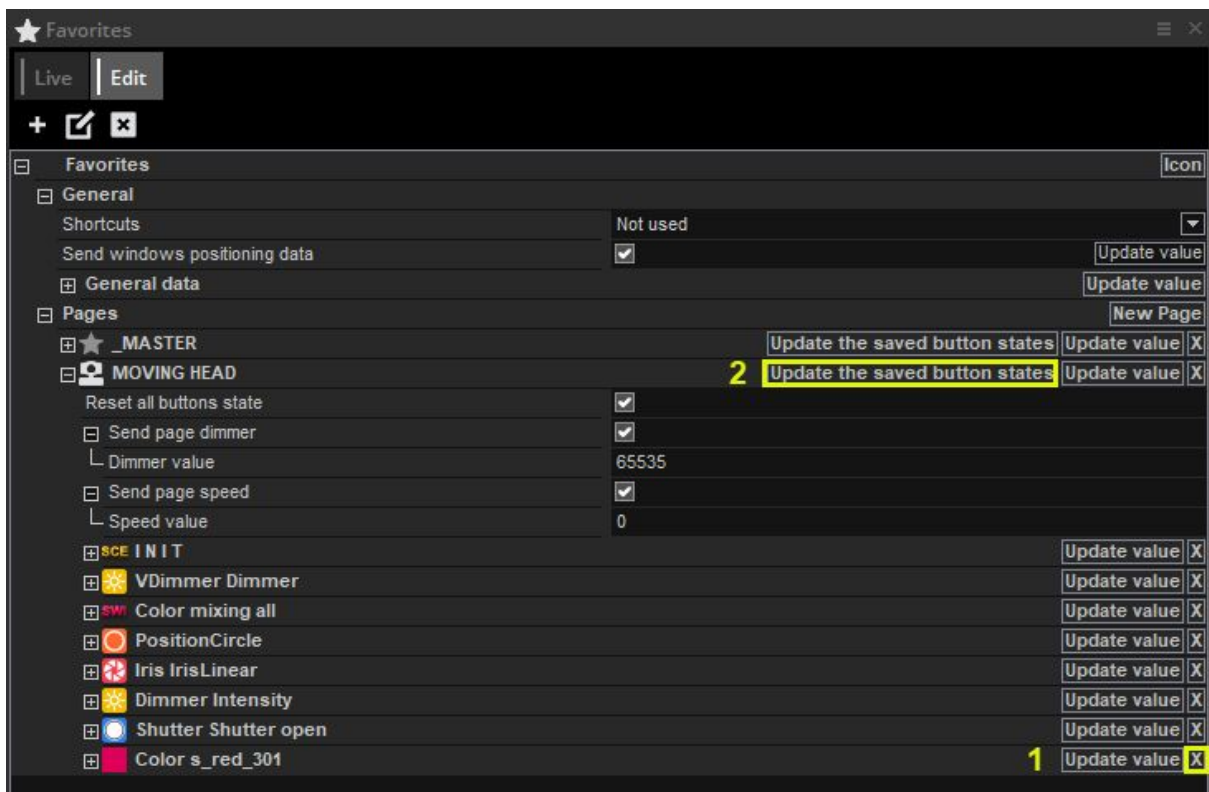 Favorites
Live Edit
Favorites Icon
General
Shortcuts Not used
Send windows positioning data Update value
General data Update value
Pages New Page
_MASTER Update the saved button states Update value X
MOVING HEAD 2 Update the saved button states Update value X
Reset all buttons state
Send page dimmer
Dimmer value 65535
Send page speed
Speed value 0
SCE I N I T Update value X
VDimmer Dimmer Update value X
SWI Color mixing all Update value X
PositionCircle Update value X
Iris IrisLinear Update value X
Dimmer Intensity Update value X
Shutter Shutter open Update value X
Color s_red_301 1 Update value X